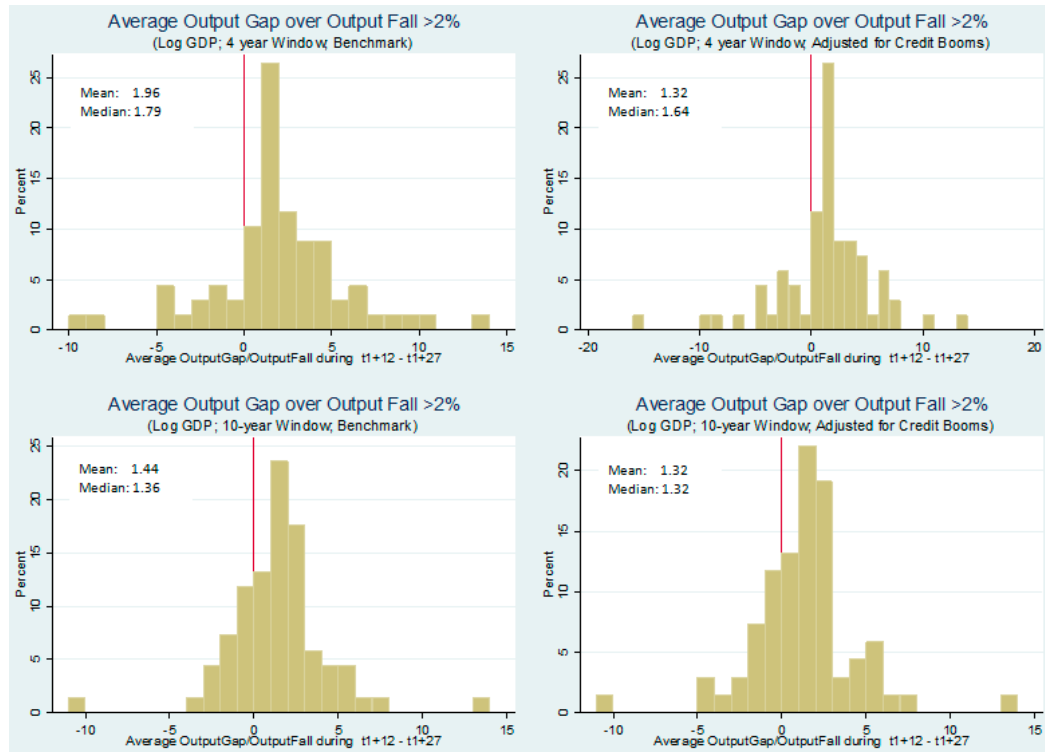 Average Output Gap over Output Fall >2%
(Log GDP; 4 year Window; Benchmark)
Mean: 1.96
Median: 1.79
Percent
0
5
10
15
20
25
-10
-5
0
5
10
15
Average OutputGap/OutputFall during t1+12 - t1+27
Average Output Gap over Output Fall >2%
(Log GDP; 4 year Window; Adjusted for Credit Booms)
Mean: 1.32
Median: 1.64
Percent
0
5
10
15
20
25
-20
-10
0
10
20
Average OutputGap/OutputFall during t1+12 - t1+27
Average Output Gap over Output Fall >2%
(Log GDP; 10-year Window; Benchmark)
Mean: 1.44
Median: 1.36
Percent
0
5
10
15
20
25
-10
-5
0
5
10
15
Average OutputGap/OutputFall during t1+12 - t1+27
Average Output Gap over Output Fall >2%
(Log GDP; 10-year Window; Adjusted for Credit Booms)
Mean: 1.32
Median: 1.32
Percent
0
5
10
15
20
-10
-5
0
5
10
15
Average OutputGap/OutputFall during t1+12 - t1+27